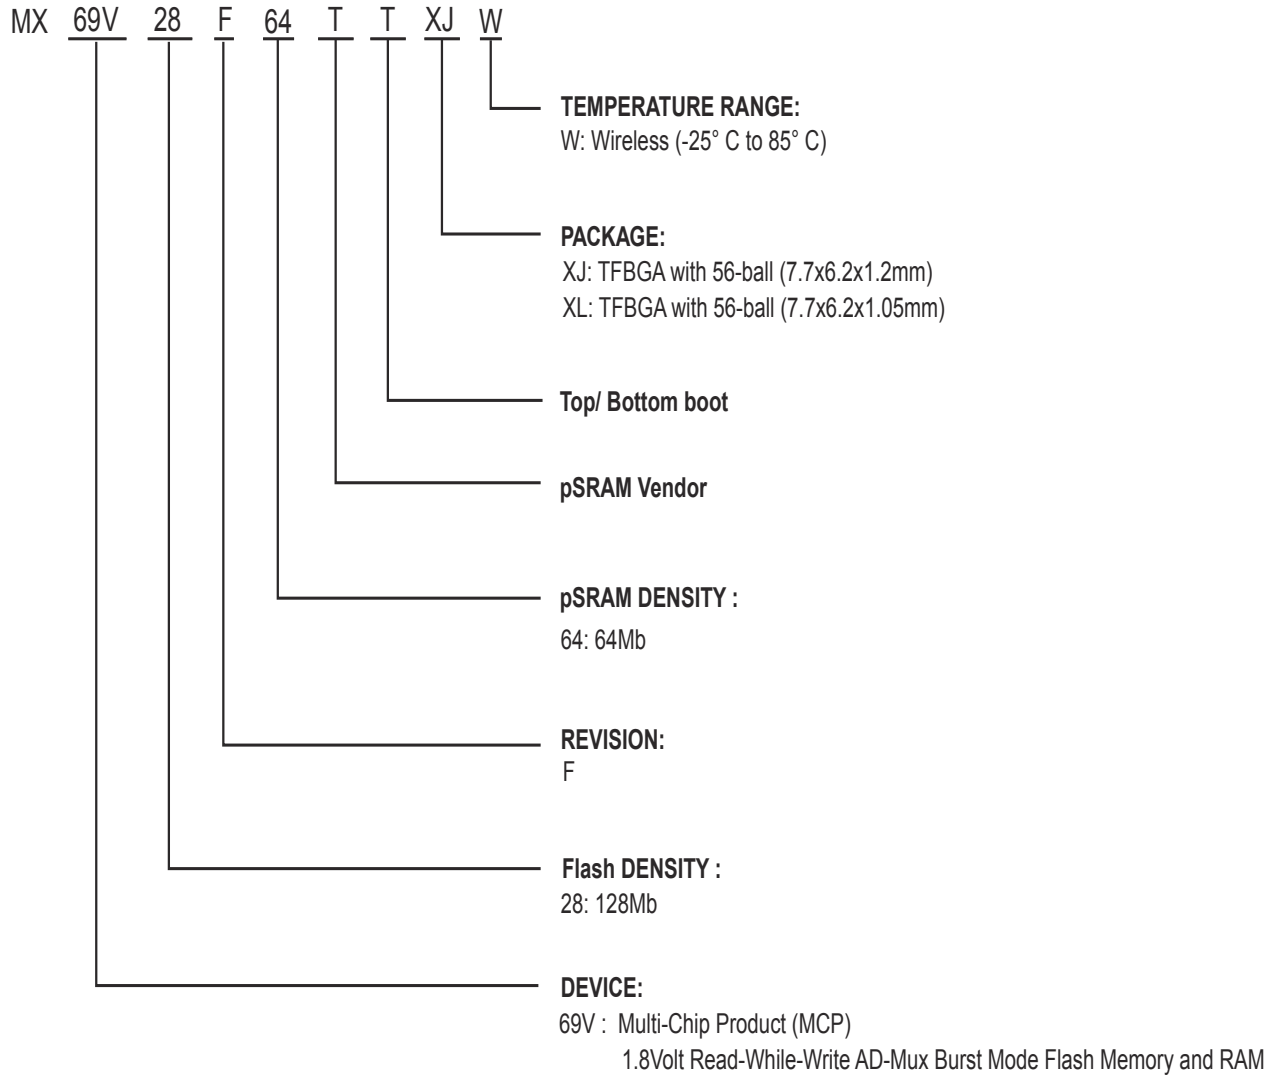 MX 69V 28 F 64 T T XJ W
TEMPERATURE RANGE:
W: Wireless (-25° C to 85° C)
PACKAGE:
XJ: TFBGA with 56-ball (7.7x6.2x1.2mm)
XL: TFBGA with 56-ball (7.7x6.2x1.05mm)
Top/ Bottom boot
pSRAM Vendor
pSRAM DENSITY :
64: 64Mb
REVISION:
F
Flash DENSITY :
28: 128Mb
DEVICE:
69V : Multi-Chip Product (MCP)
1.8Volt Read-While-Write AD-Mux Burst Mode Flash Memory and RAM